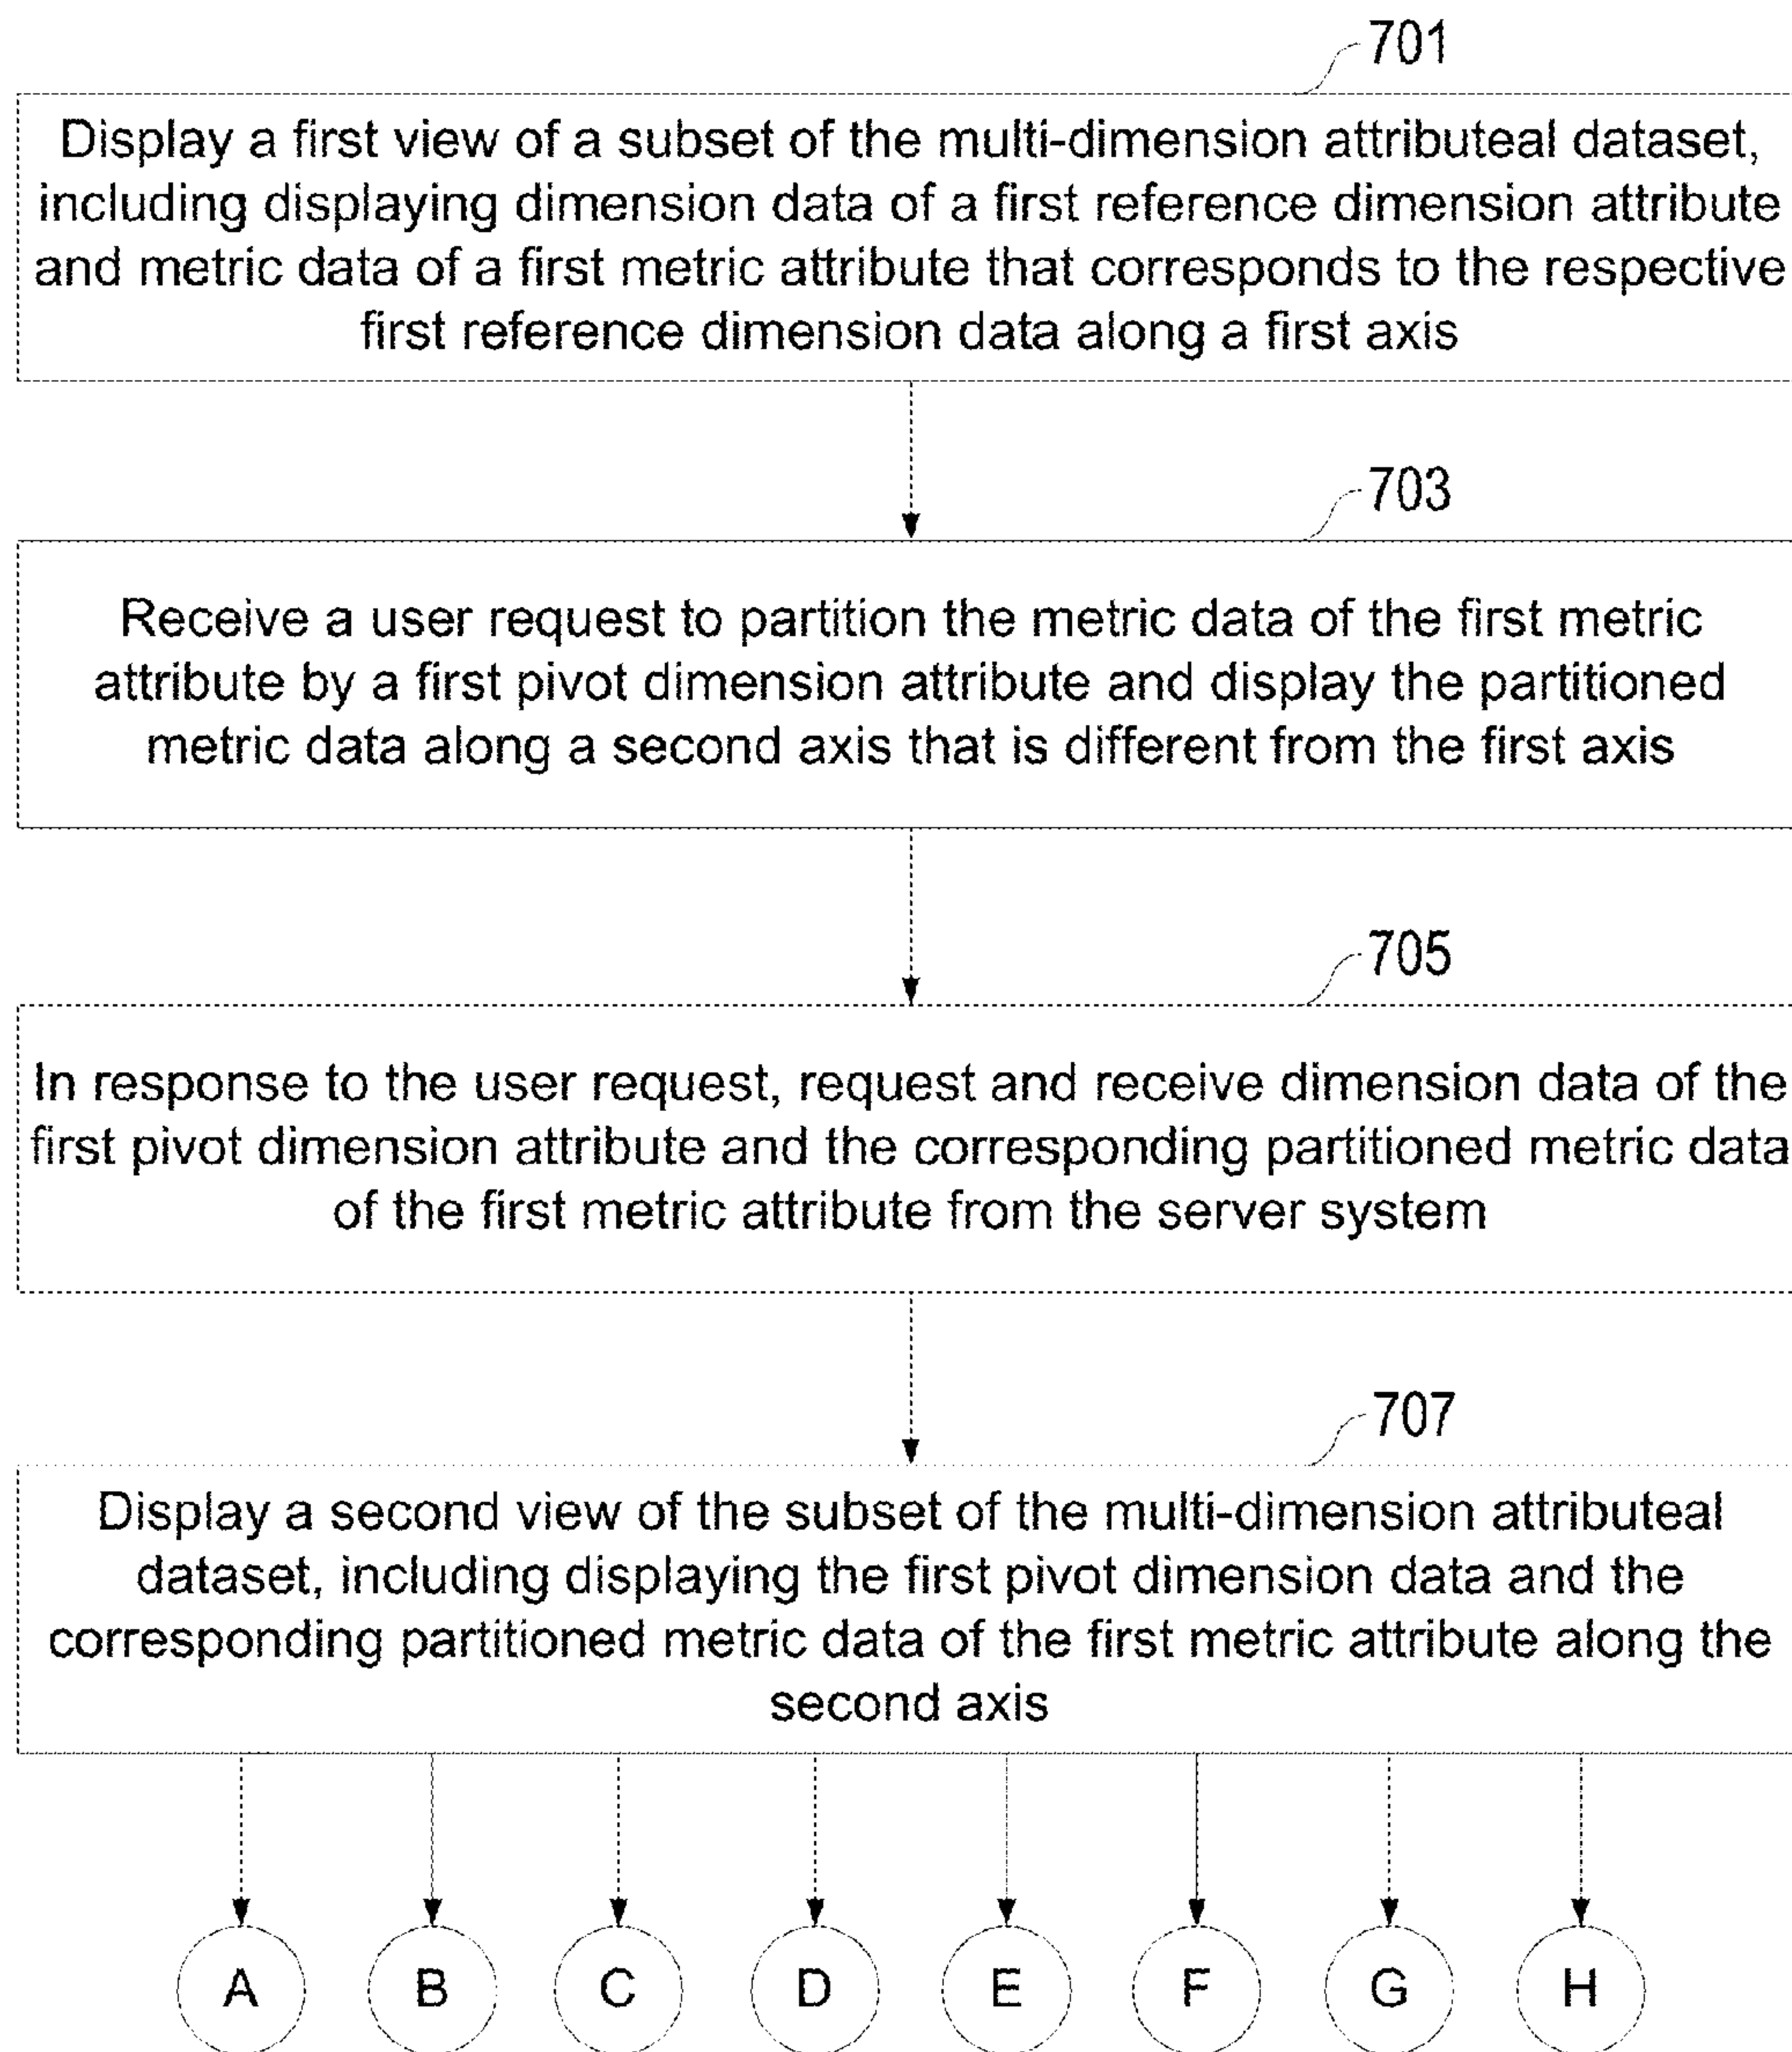 701
Display a first view of a subset of the multi-dimension attributeal dataset,
including displaying dimension data of a first reference dimension attribute
and metric data of a first metric attribute that corresponds to the respective
first reference dimension data along a first axis
703
Receive a user request to partition the metric data of the first metric
attribute by a first pivot dimension attribute and display the partitioned
metric data along a second axis that is different from the first axis
705
In response to the user request, request and receive dimension data of the
first pivot dimension attribute and the corresponding partitioned metric data
of the first metric attribute from the server system
707
Display a second view of the subset of the multi-dimension attributeal
dataset, including displaying the first pivot dimension data and the
corresponding partitioned metric data of the first metric attribute along the
second axis
A B C D E F G H